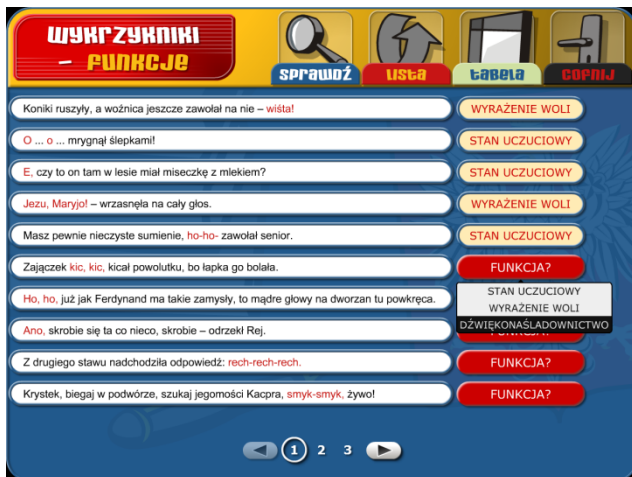 WYKRZYKNIKI
– FUNKCJE
SPRAWDŹ
LISTA
TABELA
COFNIJ
Koniki ruszyły, a woźnica jeszcze zawołał na nie – wiśta!
WYRAŻENIE WOLI
O ... o ... mrygnął ślepkami!
STAN UCZUCIOWY
E, czy to on tam w lesie miał miseczkę z mlekiem?
STAN UCZUCIOWY
Jezu, Maryjo! – wrzasnęła na cały głos.
WYRAŻENIE WOLI
Masz pewnie nieczyste sumienie, ho-ho- zawołał senior.
STAN UCZUCIOWY
Zajączek kic, kic, kicał powolutku, bo łapka go bolała.
FUNKCJA?
STAN UCZUCIOWY
WYRAŻENIE WOLI
DŹWIĘKONAŚLADOWNICTWO
Ho, ho, już jak Ferdynand ma takie zamysły, to mądre głowy na dworzan tu powkręca.
Ano, skrobie się ta co nieco, skrobie – odrzekł Rej.
FUNKCJA?
Z drugiego stawu nadchodziła odpowiedź: rech-rech-rech.
FUNKCJA?
Krystek, biegaj w podwórze, szukaj jegomości Kacpra, smyk-smyk, żywo!
FUNKCJA?
1 2 3